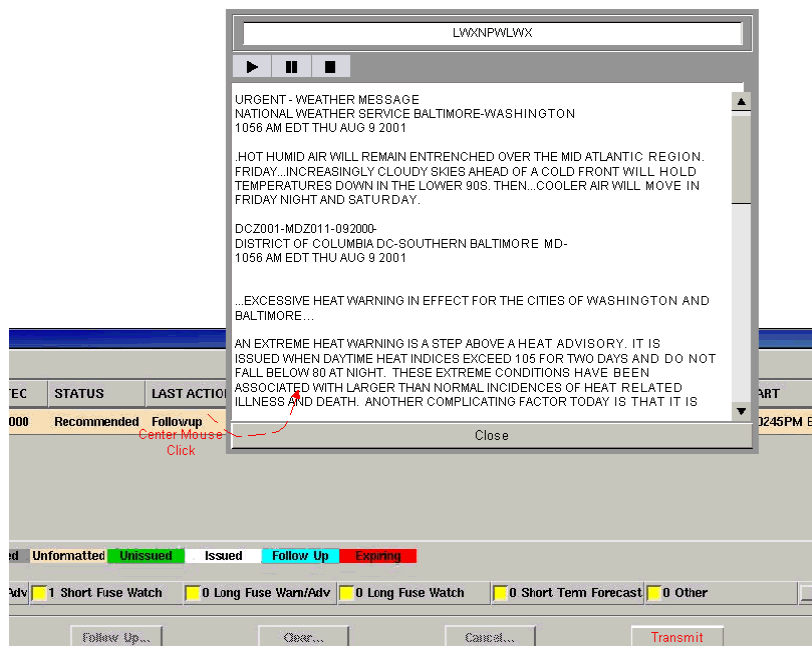 LWXNPWLWX
URGENT - WEATHER MESSAGE
NATIONAL WEATHER SERVICE BALTIMORE-WASHINGTON
1056 AM EDT THU AUG 9 2001
.HOT HUMID AIR WILL REMAIN ENTRENCHED OVER THE MID ATLANTIC REGION.
FRIDAY...INCREASINGLY CLOUDY SKIES AHEAD OF A COLD FRONT WILL HOLD
TEMPERATURES DOWN IN THE LOWER 90S. THEN...COOLER AIR WILL MOVE IN
FRIDAY NIGHT AND SATURDAY.
DCZ001-MDZ011-092000-
DISTRICT OF COLUMBIA DC-SOUTHERN BALTIMORE MD-
1056 AM EDT THU AUG 9 2001
...EXCESSIVE HEAT WARNING IN EFFECT FOR THE CITIES OF WASHINGTON AND
BALTIMORE...
AN EXTREME HEAT WARNING IS A STEP ABOVE A HEAT ADVISORY. IT IS
ISSUED WHEN DAYTIME HEAT INDICES EXCEED 105 FOR TWO DAYS AND DO NOT
FALL BELOW 80 AT NIGHT. THESE EXTREME CONDITIONS HAVE BEEN
ASSOCIATED WITH LARGER THAN NORMAL INCIDENCES OF HEAT RELATED
ILLNESS AND DEATH. ANOTHER COMPLICATING FACTOR TODAY IS THAT IT IS
Close
TEC STATUS LAST ACTIO ART
000 Recommended Followup 0245PM E
Center Mouse
Click
ed Unformatted Unissued Issued Follow Up Expiring
Adv 1 Short Fuse Watch 0 Long Fuse Warn/Adv 0 Long Fuse Watch 0 Short Term Forecast 0 Other
Follow Up... Clear... Cancel... Transmit